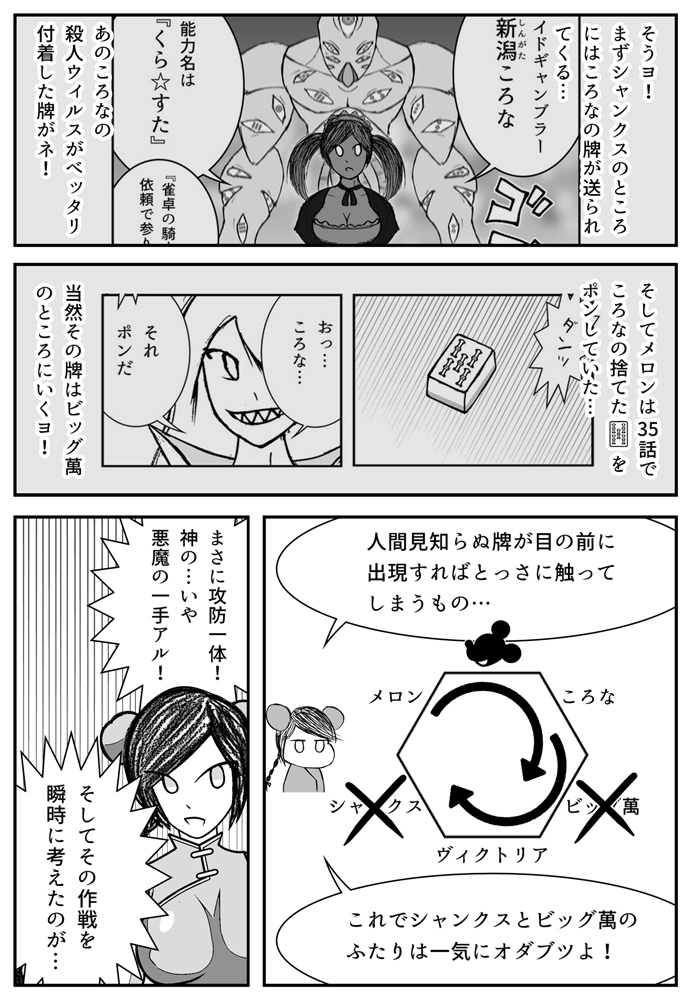 そうヨ！
まずシャンクスのところ
にはころなの牌が送られ
てくる…
イドギャンブラー
新潟ころな
しんがた
能力名は
『くら☆すた』
『雀卓の騎
依頼で参り
ゴゴ
あのころなの
殺人ウィルスがベッタリ
付着した牌がネ！
そしてメロンは35話で
ころなの捨てた
を
ポンしていた…
ダンッ
おっ…
ころな…
それ
ポンだ
当然その牌はビッグ萬
のところにいくヨ！
人間見知らぬ牌が目の前に
出現すればとっさに触って
しまうもの…
メロン
ころな
シャンクス
ビッグ萬
ヴィクトリア
これでシャンクスとビッグ萬の
ふたりは一気にオダブツよ！
まさに攻防一体！
神の…いや
悪魔の一手アル！
そしてその作戦を
瞬時に考えたのが…